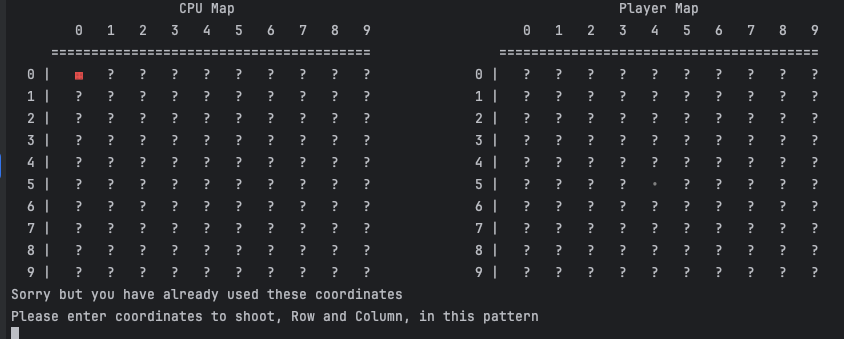 CPU Map Player Map
0 1 2 3 4 5 6 7 8 9 0 1 2 3 4 5 6 7 8 9
======================================== ========================================
0 | ? ? ? ? ? ? ? ? ? 0 | ? ? ? ? ? ? ? ? ? ?
1 | ? ? ? ? ? ? ? ? ? ? 1 | ? ? ? ? ? ? ? ? ? ?
2 | ? ? ? ? ? ? ? ? ? ? 2 | ? ? ? ? ? ? ? ? ? ?
3 | ? ? ? ? ? ? ? ? ? ? 3 | ? ? ? ? ? ? ? ? ? ?
4 | ? ? ? ? ? ? ? ? ? ? 4 | ? ? ? ? ? ? ? ? ? ?
5 | ? ? ? ? ? ? ? ? ? ? 5 | ? ? ? ? • ? ? ? ? ?
6 | ? ? ? ? ? ? ? ? ? ? 6 | ? ? ? ? ? ? ? ? ? ?
7 | ? ? ? ? ? ? ? ? ? ? 7 | ? ? ? ? ? ? ? ? ? ?
8 | ? ? ? ? ? ? ? ? ? ? 8 | ? ? ? ? ? ? ? ? ? ?
9 | ? ? ? ? ? ? ? ? ? ? 9 | ? ? ? ? ? ? ? ? ? ?
Sorry but you have already used these coordinates
Please enter coordinates to shoot, Row and Column, in this pattern